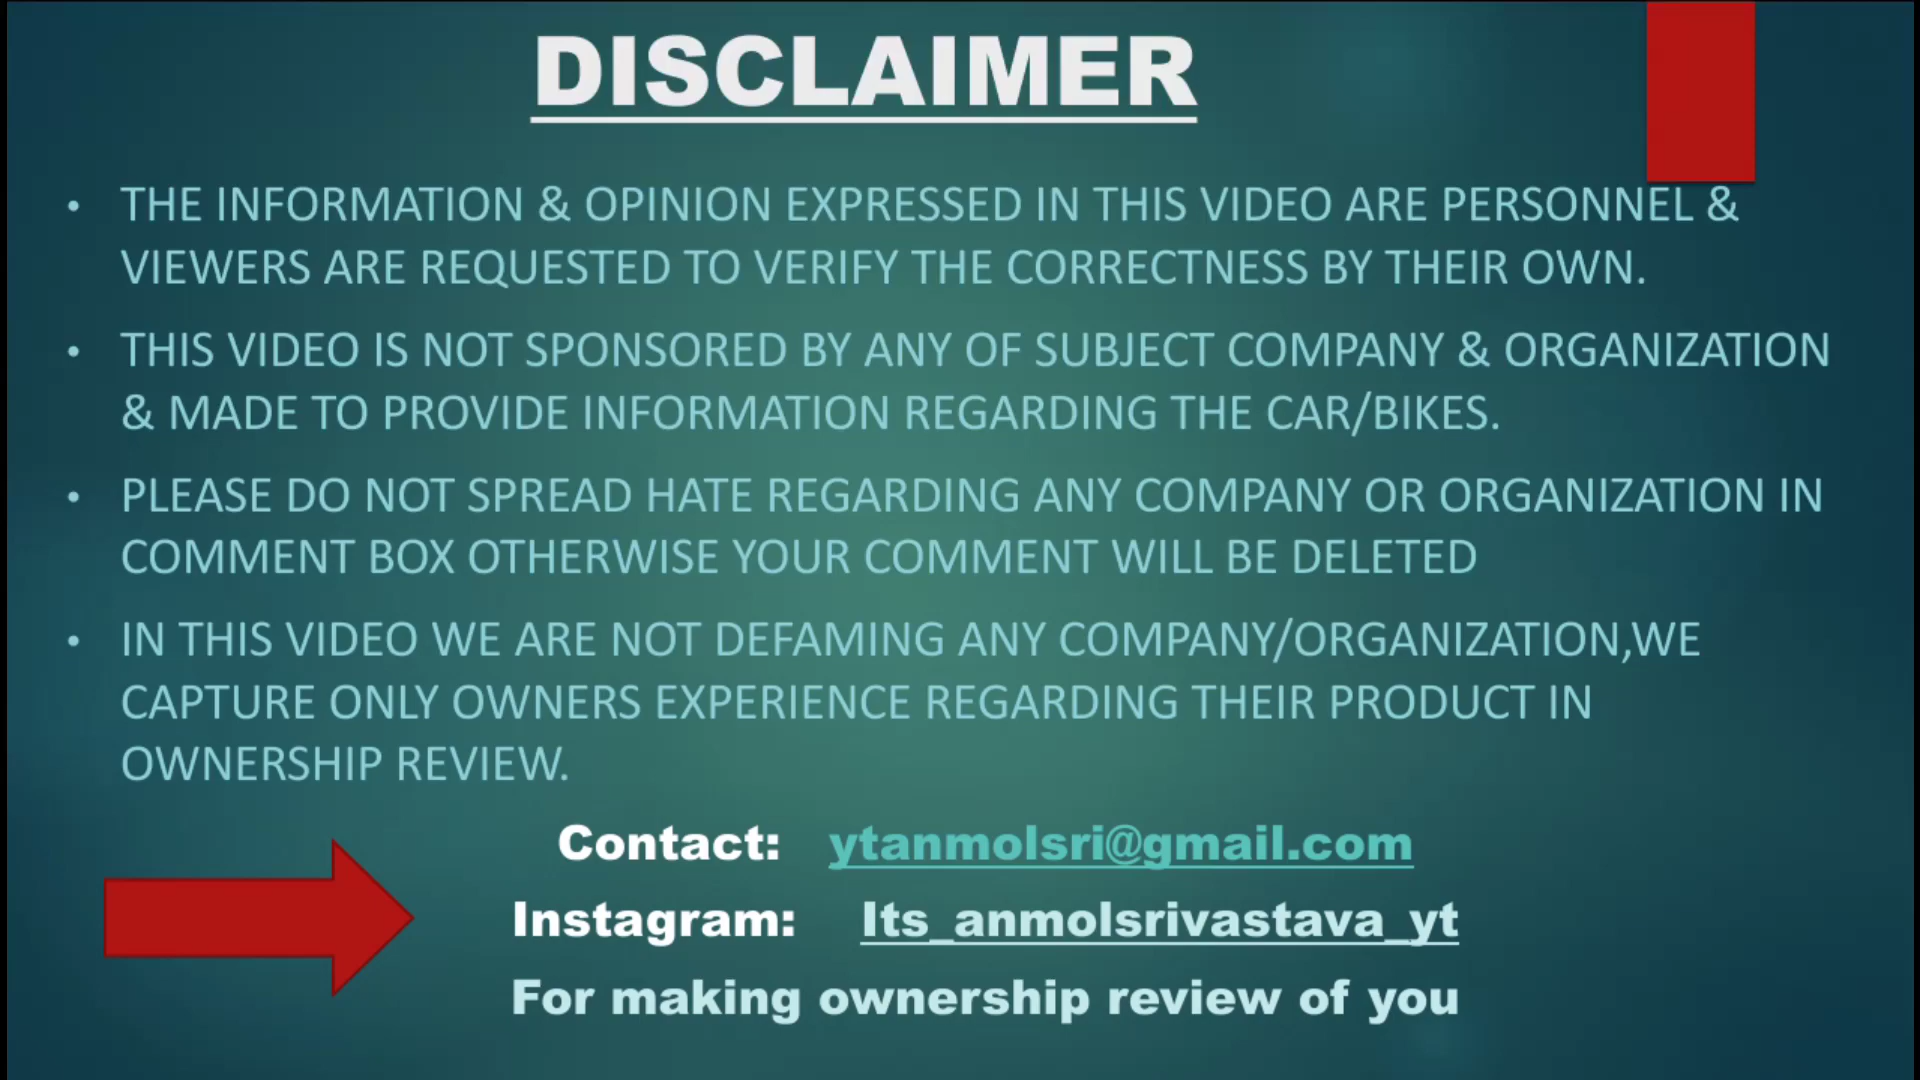 DISCLAIMER
• THE INFORMATION & OPINION EXPRESSED IN THIS VIDEO ARE PERSONNEL &
VIEWERS ARE REQUESTED TO VERIFY THE CORRECTNESS BY THEIR OWN.
• THIS VIDEO IS NOT SPONSORED BY ANY OF SUBJECT COMPANY & ORGANIZATION
& MADE TO PROVIDE INFORMATION REGARDING THE CAR/BIKES.
• PLEASE DO NOT SPREAD HATE REGARDING ANY COMPANY OR ORGANIZATION IN
COMMENT BOX OTHERWISE YOUR COMMENT WILL BE DELETED
• IN THIS VIDEO WE ARE NOT DEFAMING ANY COMPANY/ORGANIZATION,WE
CAPTURE ONLY OWNERS EXPERIENCE REGARDING THEIR PRODUCT IN
OWNERSHIP REVIEW.
Contact: ytanmolsri@gmail.com
Instagram: Its_anmolsrivastava_yt
For making ownership review of you